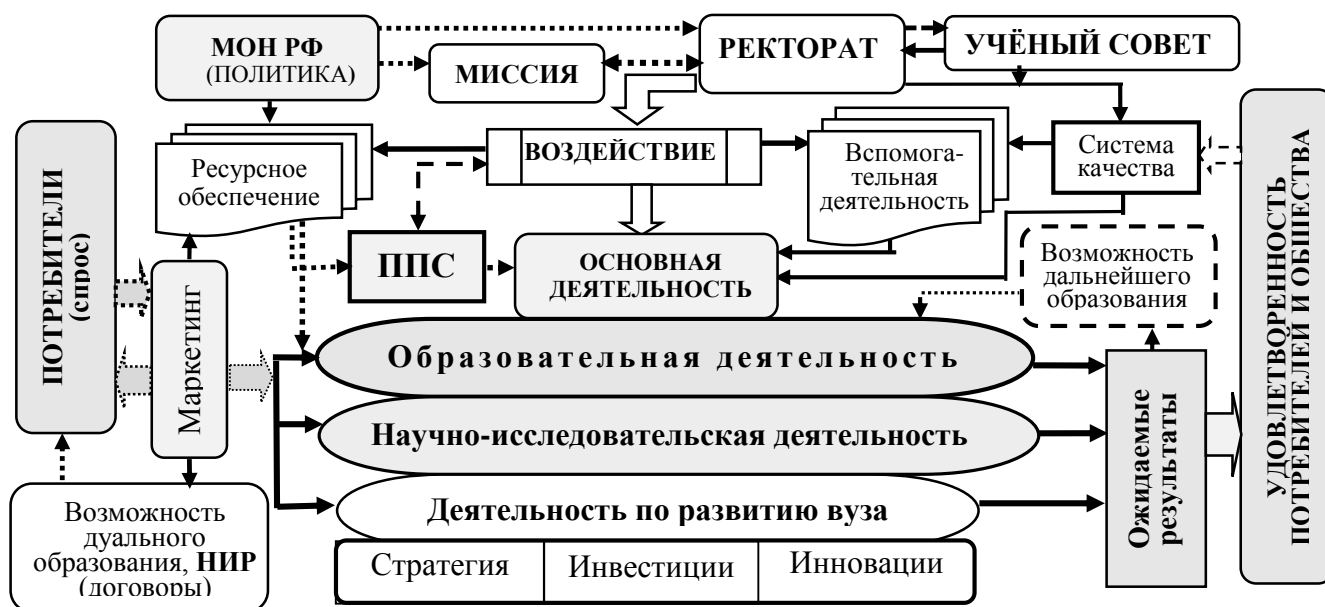 МОН РФ
(ПОЛИТИКА)
МИССИЯ
РЕКТОРАТ
УЧЁНЫЙ СОВЕТ
ПОТРЕБИТЕЛИ
(спрос)
Ресурсное
обеспечение
ВОЗДЕЙСТВИЕ
Вспомога-
тельная
деятельность
Система
качества
УДОВЛЕТВОРЕННОСТЬ
ПОТРЕБИТЕЛЕЙ И ОБЩЕСТВА
ППС
ОСНОВНАЯ
ДЕЯТЕЛЬНОСТЬ
Возможность
дальнейшего
образования
Маркетинг
Образовательная деятельность
Научно-исследовательская деятельность
Деятельность по развитию вуза
Ожидаемые
результаты
Возможность
дуального
образования, НИР
(договоры)
Стратегия
Инвестиции
Инновации